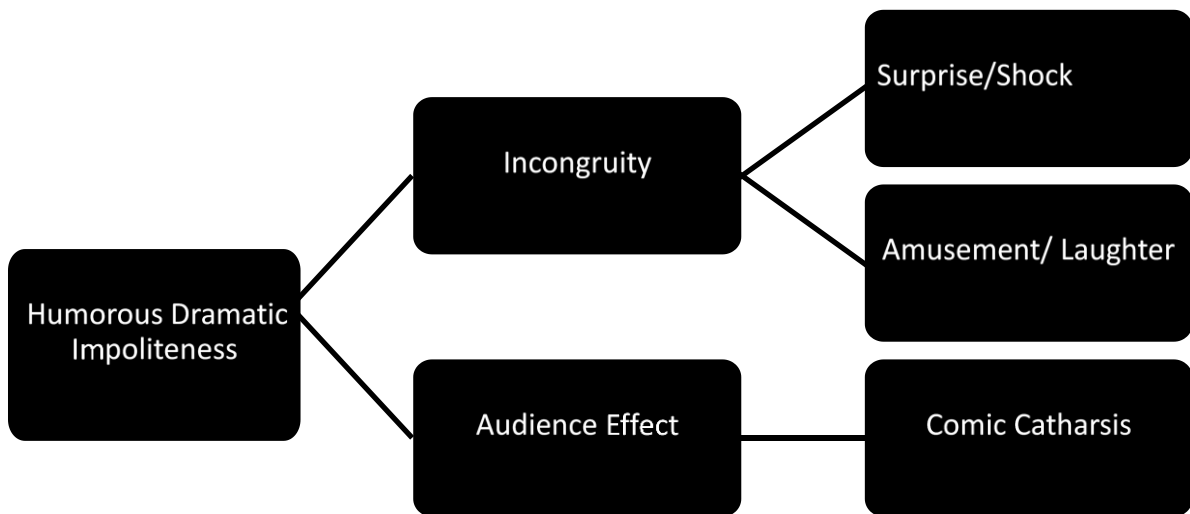 Humorous Dramatic
Impoliteness
Incongruity
Surprise/Shock
Amusement/ Laughter
Audience Effect
Comic Catharsis